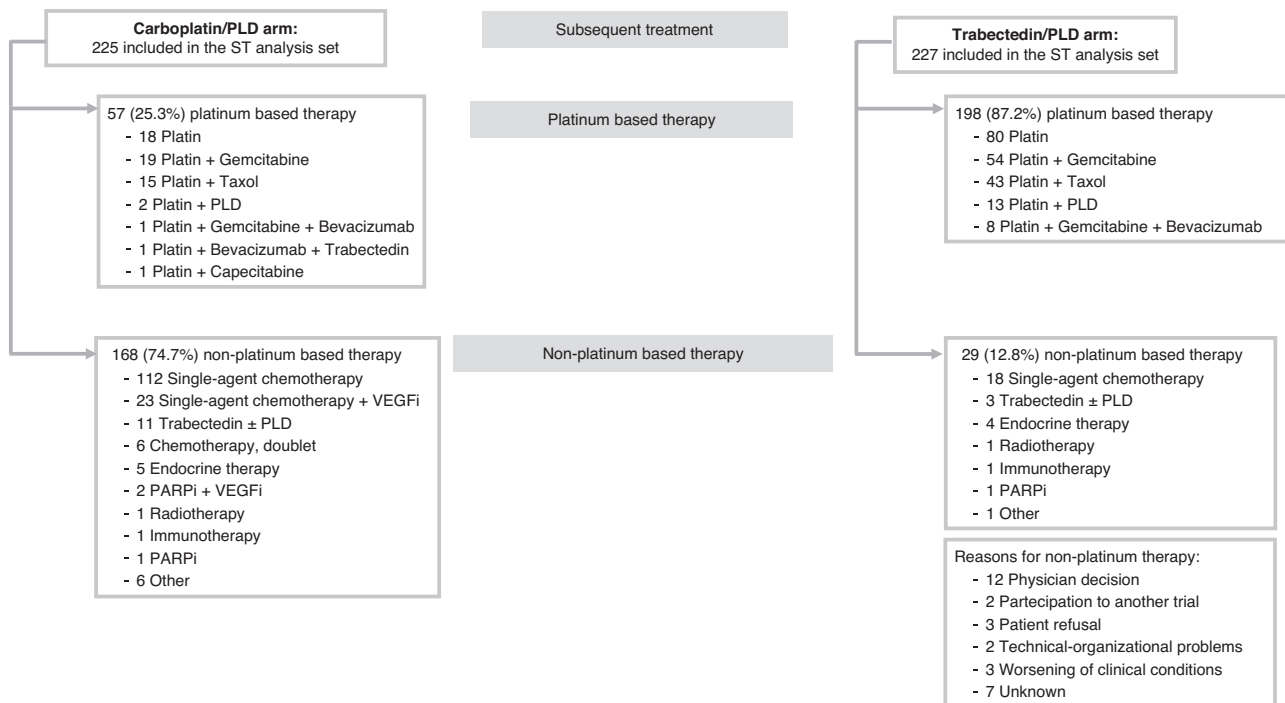 Carboplatin/PLD arm:
225 included in the ST analysis set
Subsequent treatment
Trabectedin/PLD arm:
227 included in the ST analysis set
57 (25.3%) platinum based therapy
- 18 Platin
- 19 Platin + Gemcitabine
- 15 Platin + Taxol
- 2 Platin + PLD
- 1 Platin + Gemcitabine + Bevacizumab
- 1 Platin + Bevacizumab + Trabectedin
- 1 Platin + Capecitabine
Platinum based therapy
198 (87.2%) platinum based therapy
- 80 Platin
- 54 Platin + Gemcitabine
- 43 Platin + Taxol
- 13 Platin + PLD
- 8 Platin + Gemcitabine + Bevacizumab
168 (74.7%) non-platinum based therapy
- 112 Single-agent chemotherapy
- 23 Single-agent chemotherapy + VEGFi
- 11 Trabectedin ± PLD
- 6 Chemotherapy, doublet
- 5 Endocrine therapy
- 2 PARPi + VEGFi
- 1 Radiotherapy
- 1 Immunotherapy
- 1 PARPi
- 6 Other
Non-platinum based therapy
29 (12.8%) non-platinum based therapy
- 18 Single-agent chemotherapy
- 3 Trabectedin ± PLD
- 4 Endocrine therapy
- 1 Radiotherapy
- 1 Immunotherapy
- 1 PARPi
- 1 Other
Reasons for non-platinum therapy:
- 12 Physician decision
- 2 Partecipation to another trial
- 3 Patient refusal
- 2 Technical-organizational problems
- 3 Worsening of clinical conditions
- 7 Unknown